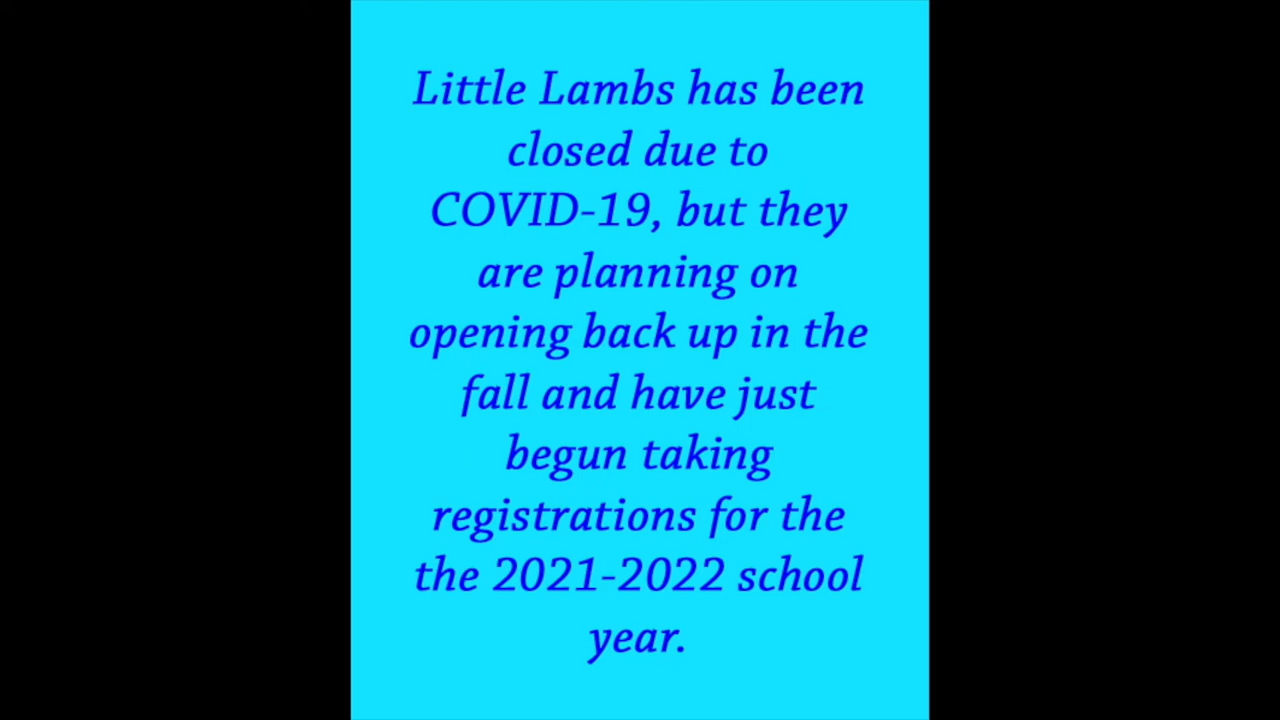 Little Lambs has been
closed due to
COVID-19, but they
are planning on
opening back up in the
fall and have just
begun taking
registrations for the
the 2021-2022 school
year.